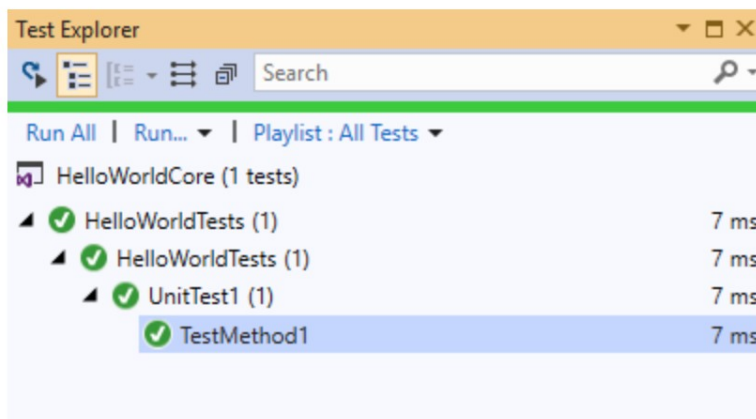 Test Explorer
Search
Run All | Run... | Playlist : All Tests
HelloWorldCore (1 tests)
HelloWorldTests (1) 7 ms
HelloWorldTests (1) 7 ms
UnitTest1 (1) 7 ms
TestMethod1 7 ms